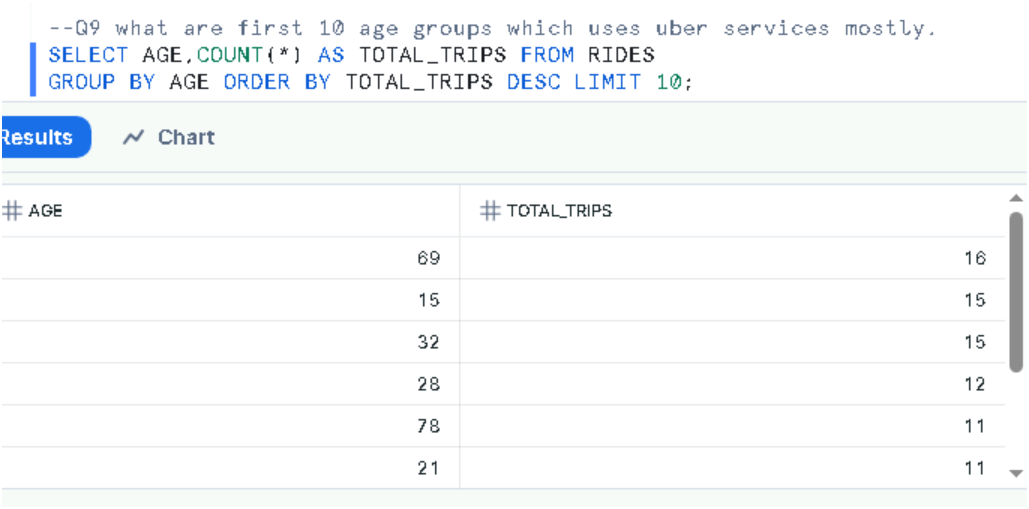 --Q9 what are first 10 age groups which uses uber services mostly.
SELECT AGE,COUNT(*) AS TOTAL_TRIPS FROM RIDES
GROUP BY AGE ORDER BY TOTAL_TRIPS DESC LIMIT 10;
Results Chart
# AGE # TOTAL_TRIPS
69 16
15 15
32 15
28 12
78 11
21 11